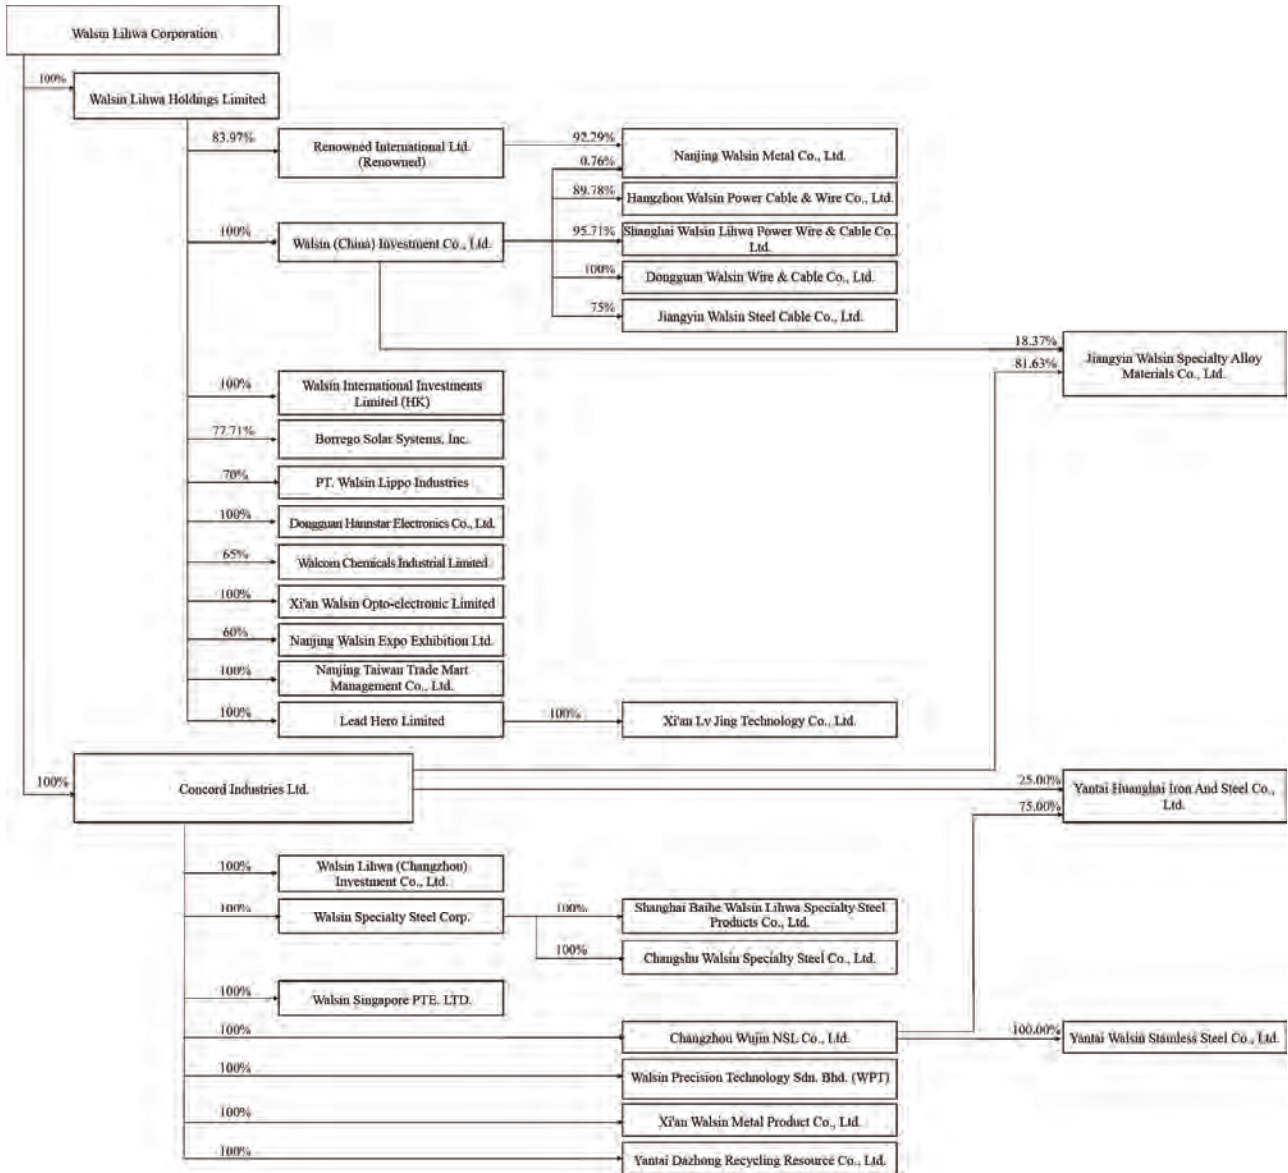 Walsin Lihwa Corporation
100%
Walsin Lihwa Holdings Limited
83.97%
Renowned International Ltd.
(Renowned)
92.29%
Nanjing Walsin Metal Co., Ltd.
0.76%
89.78%
Hangzhou Walsin Power Cable & Wire Co., Ltd.
100%
Walsin (China) Investment Co., Ltd.
95.71%
Shanghai Walsin Lihwa Power Wire & Cable Co.
Ltd.
100%
Dongguan Walsin Wire & Cable Co., Ltd.
75%
Jiangyin Walsin Steel Cable Co., Ltd.
18.37%
81.63%
Jiangyin Walsin Specialty Alloy
Materials Co., Ltd.
100%
Walsin International Investments
Limited (HK)
77.71%
Borrego Solar Systems, Inc.
70%
PT. Walsin Lippo Industries
100%
Dongguan Hannstar Electronics Co., Ltd.
65%
Walcom Chemicals Industrial Limited
100%
Xi'an Walsin Opto-electronic Limited
60%
Nanjing Walsin Expo Exhibition Ltd.
100%
Nanjing Taiwan Trade Mart
Management Co., Ltd.
100%
Lead Hero Limited
100%
Xi'an Lv Jing Technology Co., Ltd.
100%
Concord Industries Ltd.
25.00%
75.00%
Yantai Huanghai Iron And Steel Co.,
Ltd.
100%
Walsin Lihwa (Changzhou)
Investment Co., Ltd.
100%
Walsin Specialty Steel Corp.
100%
Shanghai Baihe Walsin Lihwa Specialty Steel
Products Co., Ltd.
100%
Changshu Walsin Specialty Steel Co., Ltd.
100%
Walsin Singapore PTE. LTD.
100%
Changzhou Wujin NSL Co., Ltd.
100.00%
Yantai Walsin Stainless Steel Co., Ltd.
100%
Walsin Precision Technology Sdn. Bhd. (WPT)
100%
Xi'an Walsin Metal Product Co., Ltd.
100%
Yantai Dazhong Recycling Resource Co., Ltd.